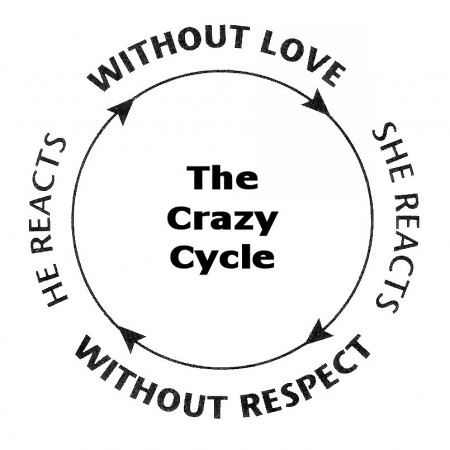 WITHOUT LOVE
SHE REACTS
WITHOUT RESPECT
HE REACTS
The
Crazy
Cycle